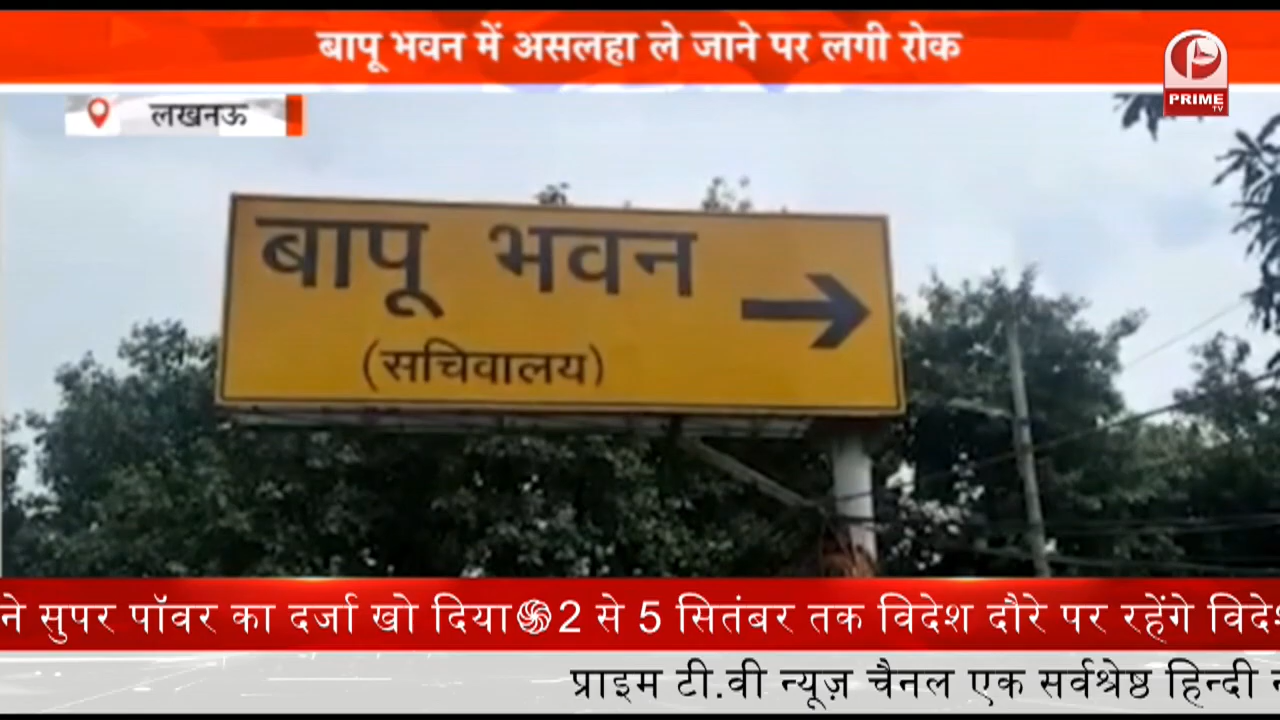 बापू भवन में असलहा ले जाने पर लगी रोक
PRIME
TV
लखनऊ
बापू भवन
(सचिवालय)
ने सुपर पॉवर का दर्जा खो दिया 2 से 5 सितंबर तक विदेश दौरे पर रहेंगे
प्राइम टी.वी न्यूज़ चैनल एक सर्वश्रेष्ठ हिन्दी